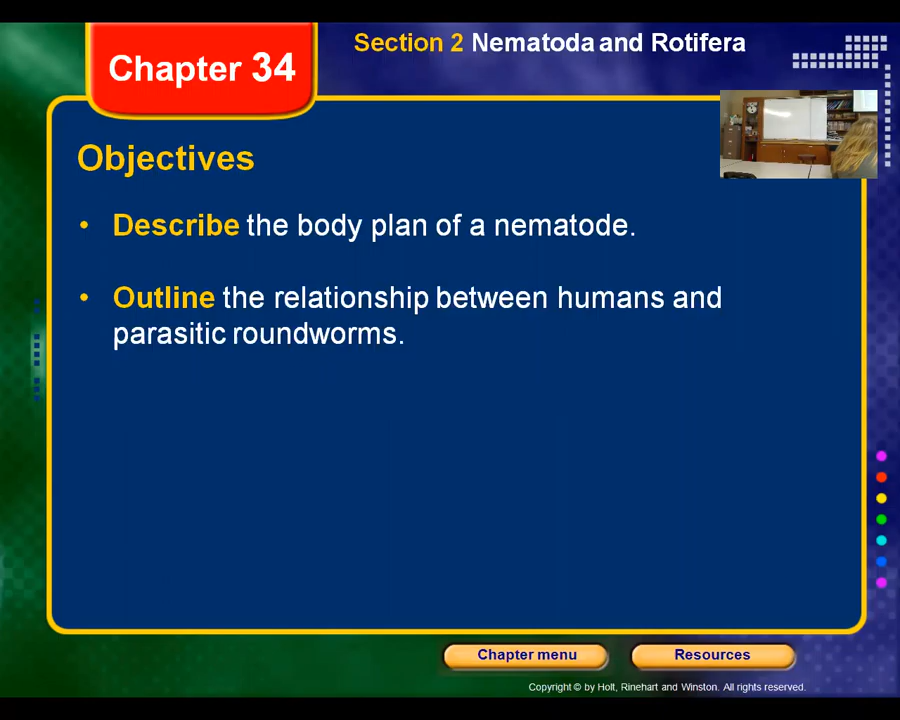 Chapter 34
Section 2 Nematoda and Rotifera
Objectives
• Describe the body plan of a nematode.
• Outline the relationship between humans and
parasitic roundworms.
Chapter menu
Resources
Copyright © by Holt, Rinehart and Winston. All rights reserved.